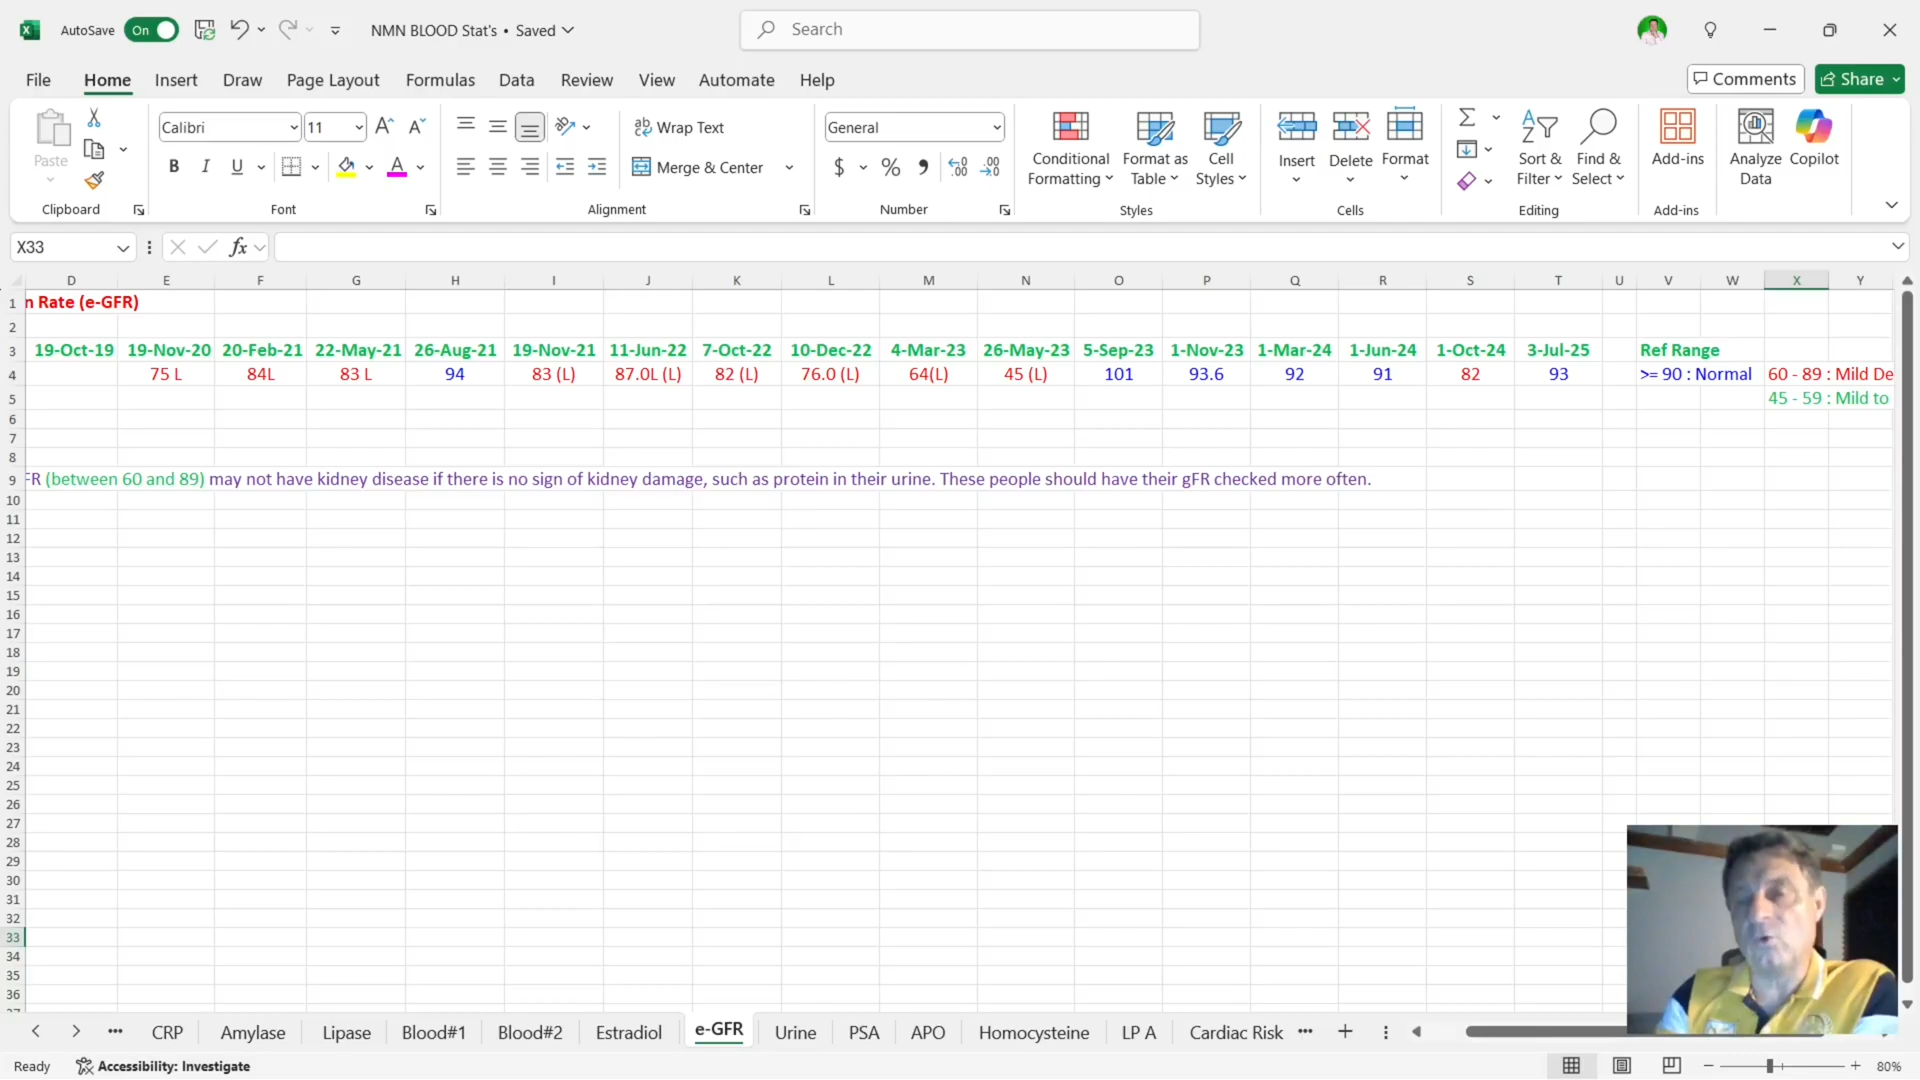 AutoSave On NMN BLOOD Stat's • Saved Search
File Home Insert Draw Page Layout Formulas Data Review View Automate Help Comments Share
Paste Calibri 11 Wrap Text General Conditional Formatting Format as Table Cell Styles Insert Delete Format Sort & Filter Find & Select Add-ins Analyze Data Copilot
B I U A Merge & Center $ % 9 .00
Clipboard Font Alignment Number Styles Cells Editing Add-ins
X33 fx
D E F G H I J K L M N O P Q R S T U V W X Y
1 n Rate (e-GFR)
2
3 19-Oct-19 19-Nov-20 20-Feb-21 22-May-21 26-Aug-21 19-Nov-21 11-Jun-22 7-Oct-22 10-Dec-22 4-Mar-23 26-May-23 5-Sep-23 1-Nov-23 1-Mar-24 1-Jun-24 1-Oct-24 3-Jul-25 Ref Range
4 75 L 84L 83 L 94 83 (L) 87.0L (L) 82 (L) 76.0 (L) 64(L) 45 (L) 101 93.6 92 91 82 93 >= 90 : Normal 60 - 89 : Mild De
5 45 - 59 : Mild to
6
7
8
9 FR (between 60 and 89) may not have kidney disease if there is no sign of kidney damage, such as protein in their urine. These people should have their gFR checked more often.
10
11
12
13
14
15
16
17
18
19
20
21
22
23
24
25
26
27
28
29
30
31
32
33
34
35
36
CRP Amylase Lipase Blood#1 Blood#2 Estradiol e-GFR Urine PSA APO Homocysteine LP A Cardiac Risk
Ready Accessibility: Investigate 80%